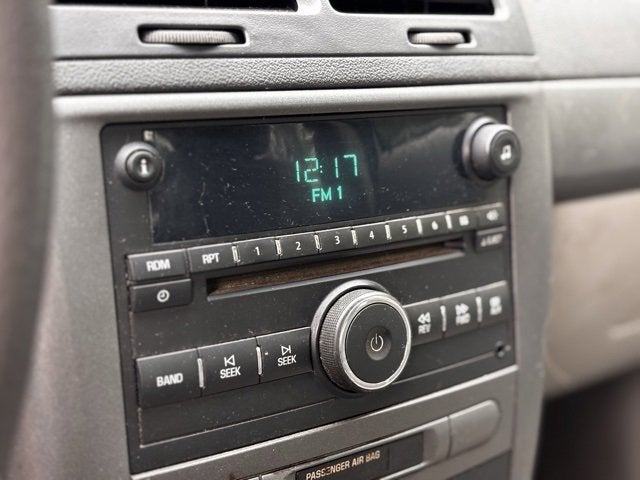 12:17
FM 1
RDM
RPT
1
2
3
4
5
6
BAND
SEEK
SEEK
REV
FWD
PASSENGER AIR BAG